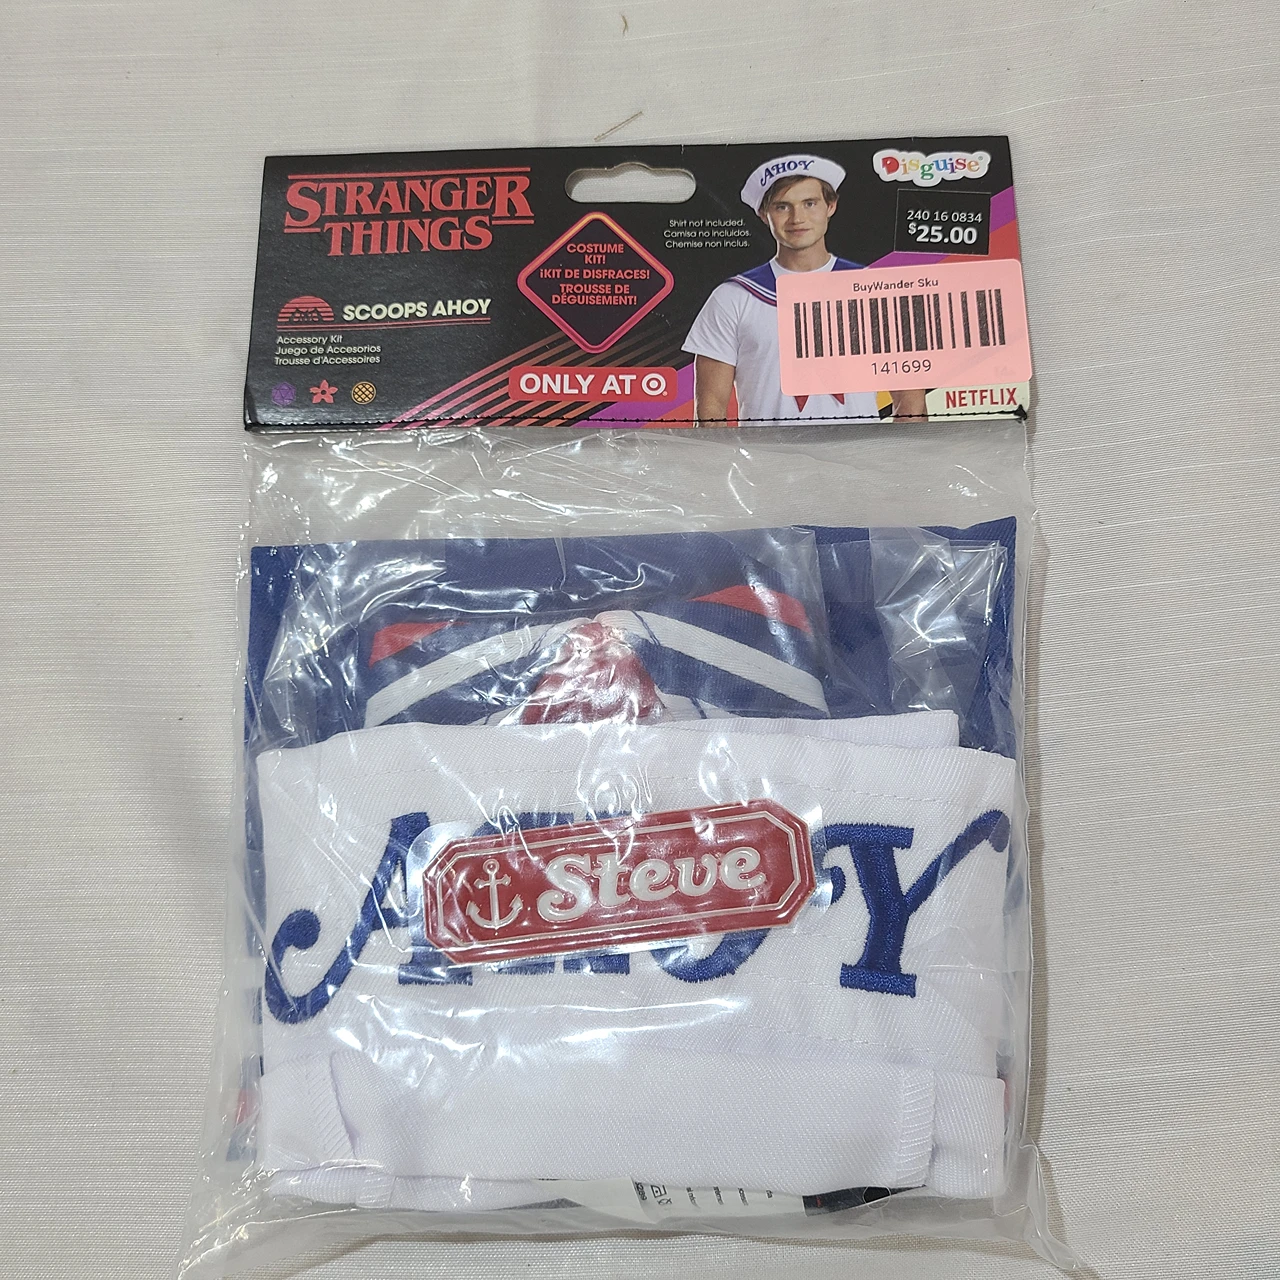 STRANGER
THINGS
SCOOPS AHOY
Accessory Kit
Juego de Accesorios
Trousse d'Accessoires
COSTUME
KIT!
¡KIT DE DISFRACES!
TROUSSE DE
DÉGUISEMENT!
ONLY AT
Shirt not included.
Camisa no incluidos.
Chemise non inclus.
AHOY
Disguise
240 16 0834
$25.00
BuyWander Sku
141699
NETFLIX
AHOY
Steve